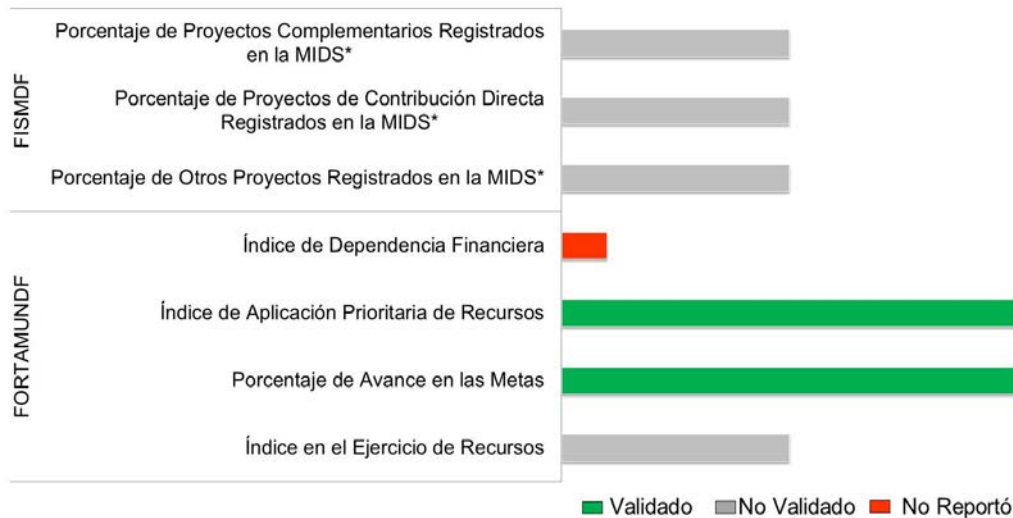 FISMDF
Porcentaje de Proyectos Complementarios Registrados
en la MIDS*
Porcentaje de Proyectos de Contribución Directa
Registrados en la MIDS*
Porcentaje de Otros Proyectos Registrados en la MIDS*
FORTAMUNDF
Índice de Dependencia Financiera
Índice de Aplicación Prioritaria de Recursos
Porcentaje de Avance en las Metas
Índice en el Ejercicio de Recursos
Validado No Validado No Reportó